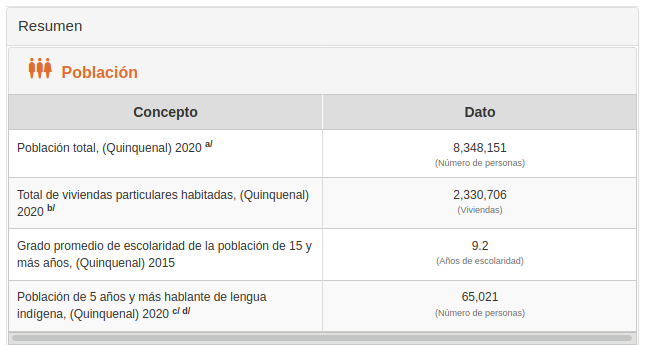 Resumen
Población
Concepto Dato
Población total, (Quinquenal) 2020 a/ 8,348,151
(Número de personas)
Total de viviendas particulares habitadas, (Quinquenal)
2020 b/
2,330,706
(Viviendas)
Grado promedio de escolaridad de la población de 15 y
más años, (Quinquenal) 2015
9.2
(Años de escolaridad)
Población de 5 años y más hablante de lengua
indígena, (Quinquenal) 2020 c/ d/
65,021
(Número de personas)